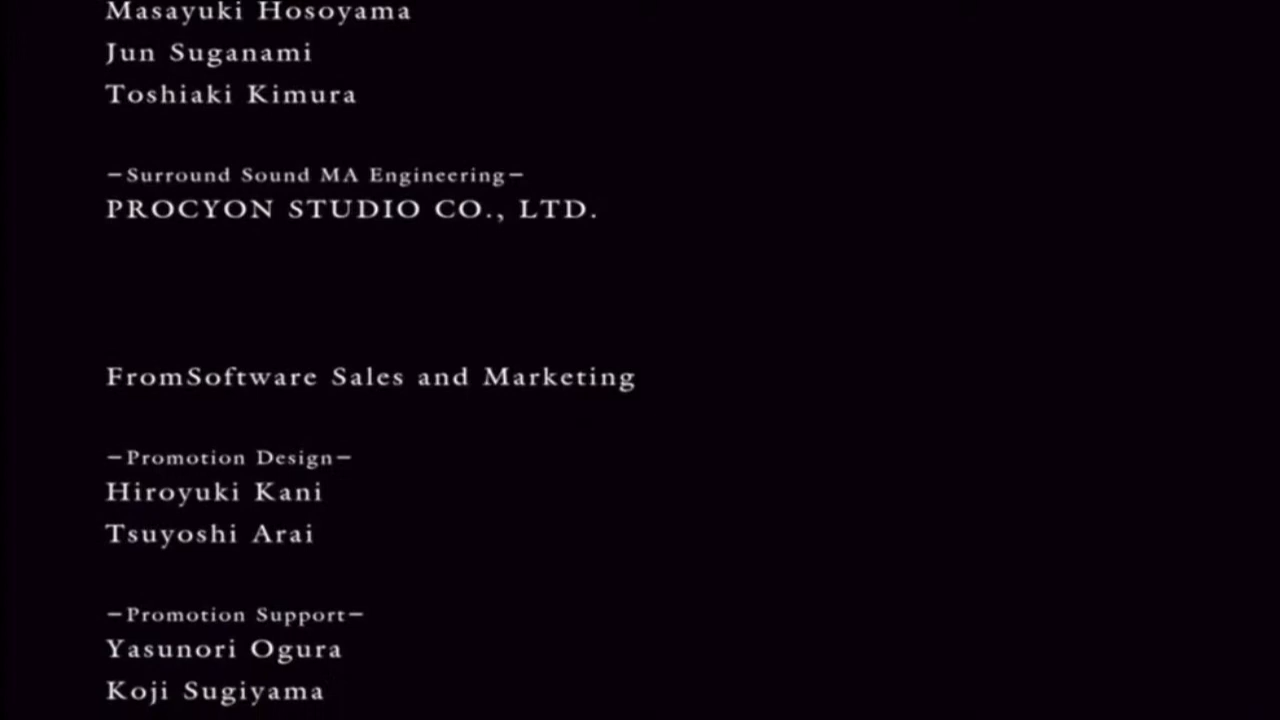 Masayuki Hosoyama
Jun Suganami
Toshiaki Kimura
−Surround Sound MA Engineering−
PROCYON STUDIO CO., LTD.
FromSoftware Sales and Marketing
−Promotion Design−
Hiroyuki Kani
Tsuyoshi Arai
−Promotion Support−
Yasunori Ogura
Koji Sugiyama